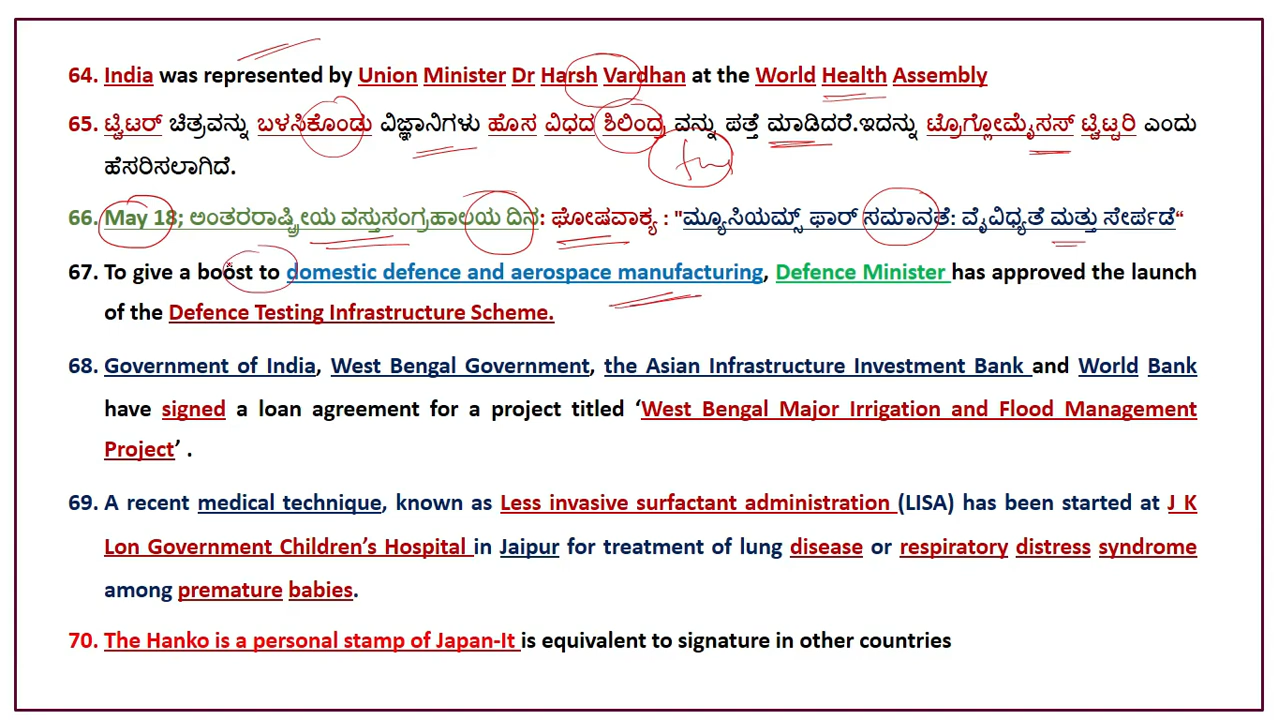 64. India was represented by Union Minister Dr Harsh Vardhan at the World Health Assembly
65. ಟ್ವಿಟರ್ ಚಿತ್ರವನ್ನು ಬಳಸಿಕೊಂಡು ವಿಜ್ಞಾನಿಗಳು ಹೊಸ ವಿಧದ ಶಿಲಿಂಧ್ರ ವನ್ನು ಪತ್ತೆ ಮಾಡಿದರೆ.ಇದನ್ನು ಟ್ರೊಗ್ಲೋಮೈಸಸ್ ಟ್ವಿಟ್ಟರಿ ಎಂದು
ಹೆಸರಿಸಲಾಗಿದೆ.
66. May 18; ಅಂತರರಾಷ್ಟ್ರೀಯ ವಸ್ತುಸಂಗ್ರಹಾಲಯ ದಿನ: ಘೋಷವಾಕ್ಯ : "ಮ್ಯೂಸಿಯಮ್ಸ್ ಫಾರ್ ಸಮಾನತೆ: ವೈವಿಧ್ಯತೆ ಮತ್ತು ಸೇರ್ಪಡೆ“
67. To give a boost to domestic defence and aerospace manufacturing, Defence Minister has approved the launch
of the Defence Testing Infrastructure Scheme.
68. Government of India, West Bengal Government, the Asian Infrastructure Investment Bank and World Bank
have signed a loan agreement for a project titled ‘West Bengal Major Irrigation and Flood Management
Project’ .
69. A recent medical technique, known as Less invasive surfactant administration (LISA) has been started at J K
Lon Government Children’s Hospital in Jaipur for treatment of lung disease or respiratory distress syndrome
among premature babies.
70. The Hanko is a personal stamp of Japan-It is equivalent to signature in other countries